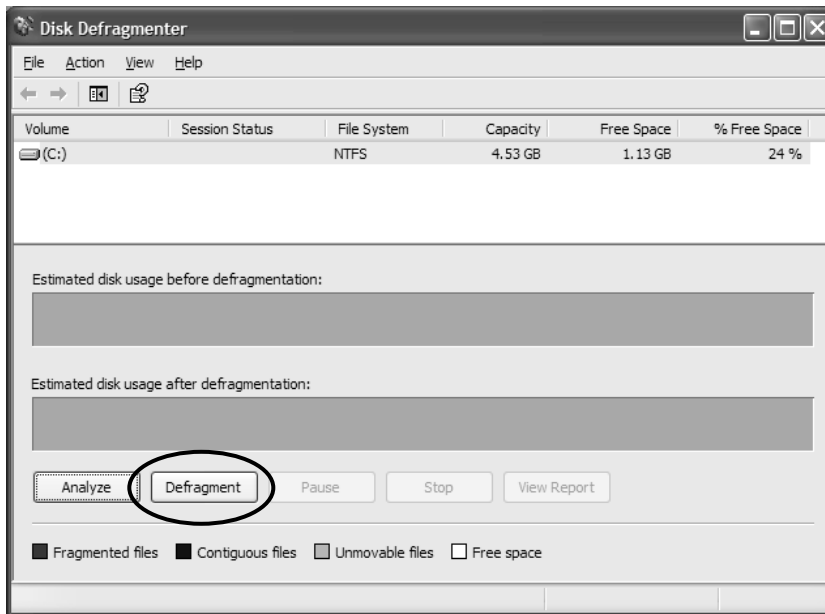 Disk Defragmenter
File Action View Help
Volume Session Status File System Capacity Free Space % Free Space
(C:) NTFS 4.53 GB 1.13 GB 24 %
Estimated disk usage before defragmentation:
Estimated disk usage after defragmentation:
Analyze Defragment Pause Stop View Report
Fragmented files Contiguous files Unmovable files Free space